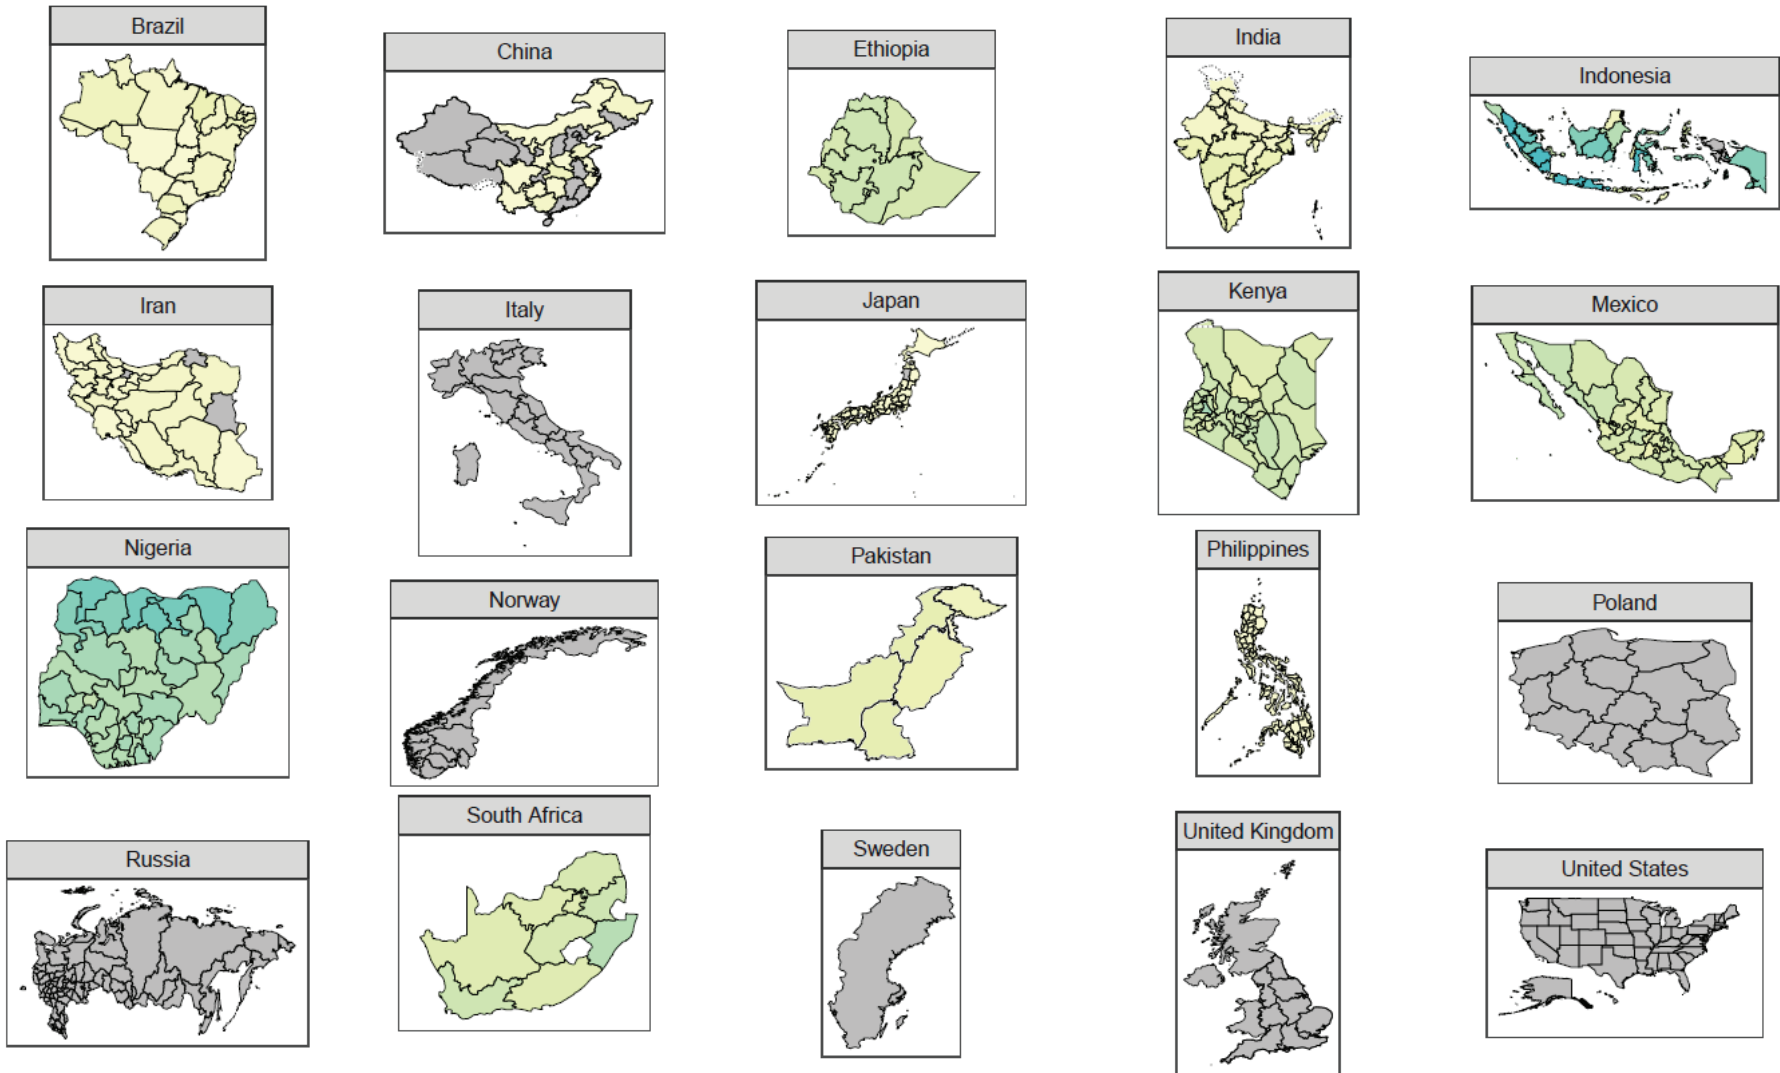 Brazil
China
Ethiopia
India
Indonesia
Iran
Italy
Japan
Kenya
Mexico
Nigeria
Norway
Pakistan
Philippines
Poland
Russia
South Africa
Sweden
United Kingdom
United States